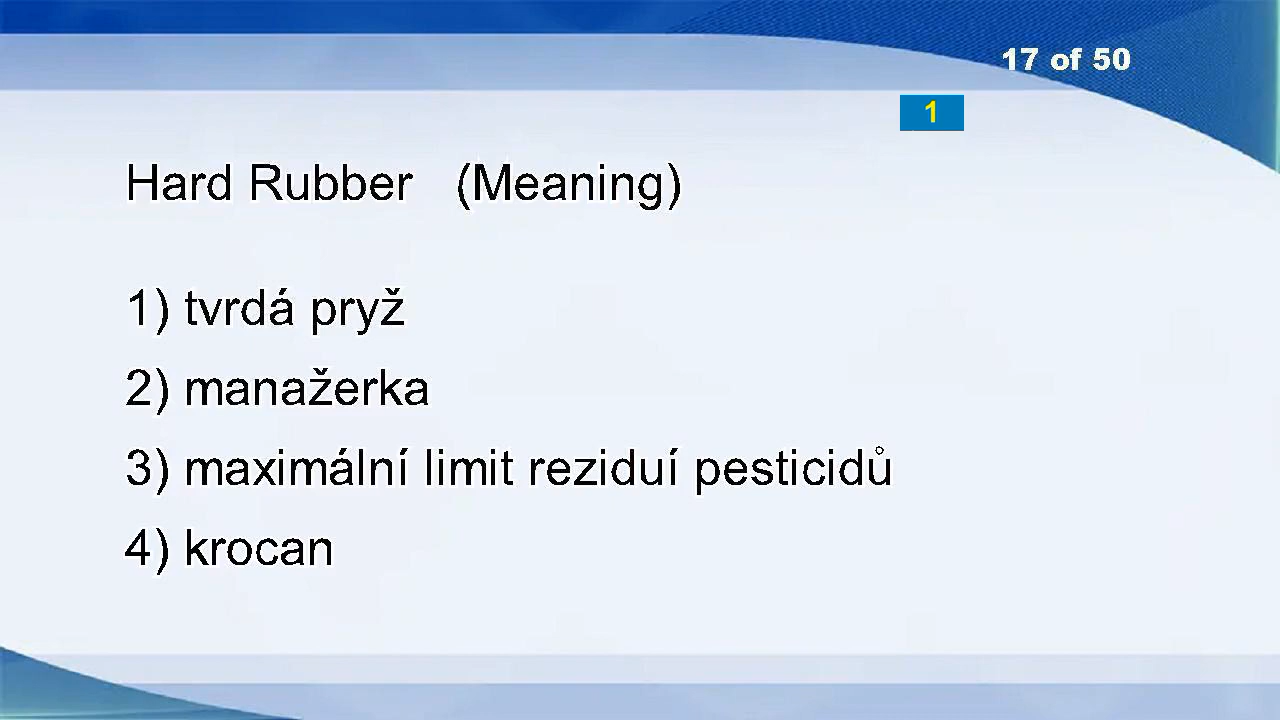 17 of 50
1
Hard Rubber (Meaning)
1) tvrdá pryž
2) manažerka
3) maximální limit reziduí pesticidů
4) krocan